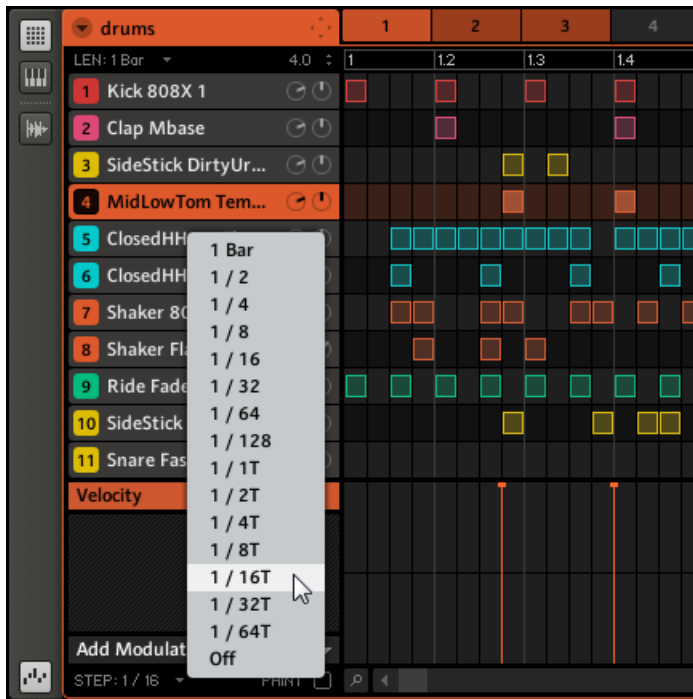 drums 1 2 3 4
LEN: 1 Bar 4.0 1 1.2 1.3 1.4
1 Kick 808X 1
2 Clap Mbase
3 SideStick DirtyUr...
4 MidLowTom Tem...
5 ClosedHH
6 ClosedHH
7 Shaker 80
8 Shaker Fl
9 Ride Fade
10 SideStick
11 Snare Fas
Velocity
Add Modulat
STEP: 1 / 16 PAINT
1 Bar
1 / 2
1 / 4
1 / 8
1 / 16
1 / 32
1 / 64
1 / 128
1 / 1T
1 / 2T
1 / 4T
1 / 8T
1 / 16T
1 / 32T
1 / 64T
Off